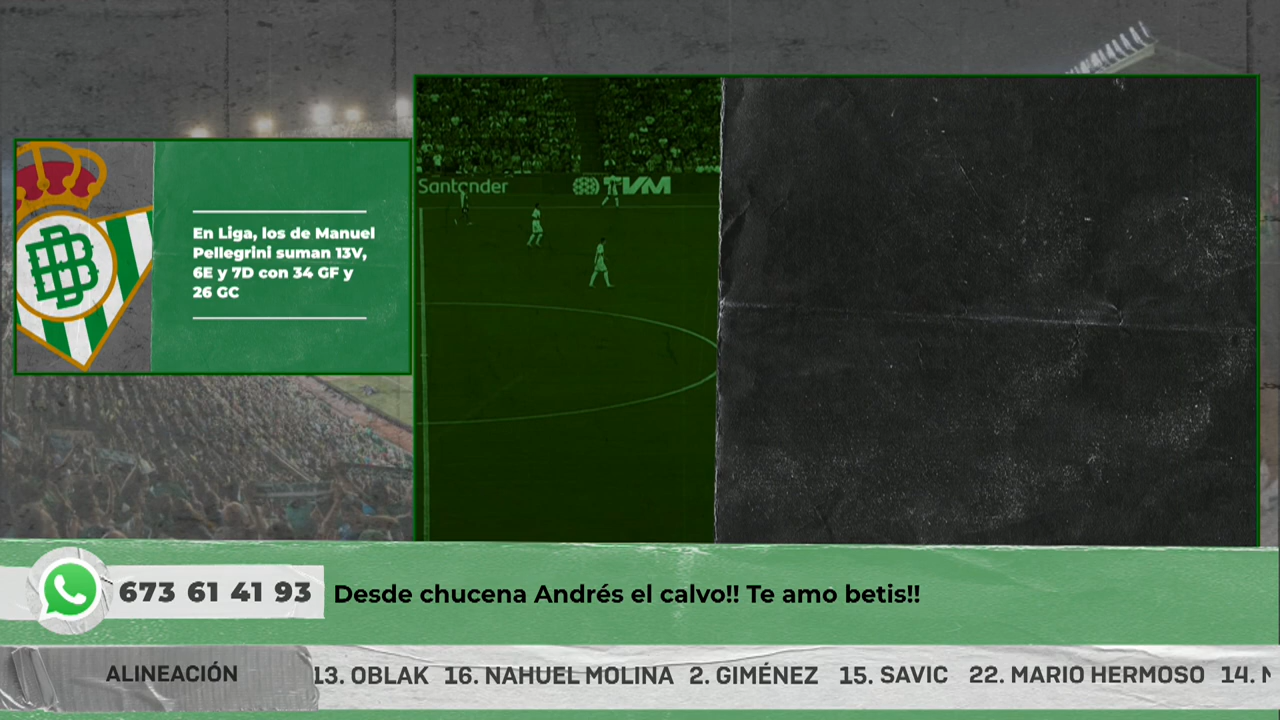 Santander
TVM
En Liga, los de Manuel
Pellegrini suman 13V,
6E y 7D con 34 GF y
26 GC
673 61 41 93
Desde chucena Andrés el calvo!! Te amo betis!!
ALINEACIÓN
13. OBLAK 16. NAHUEL MOLINA 2. GIMÉNEZ 15. SAVIC 22. MARIO HERMOSO 14.